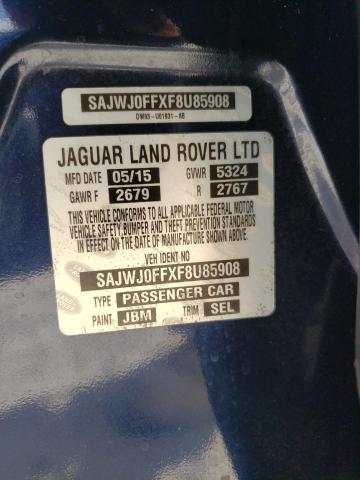 SAJWJ0FFXF8U85908
JAGUAR LAND ROVER LTD
MFD DATE 05/15 GVWR 5324
GAWR F 2679 R 2767
THIS VEHICLE CONFORMS TO ALL APPLICABLE FEDERAL MOTOR
VEHICLE SAFETY,BUMPER AND THEFT PREVENTION STANDARDS
IN EFFECT ON THE DATE OF MANUFACTURE SHOWN ABOVE.
VEH IDENT NO
SAJWJ0FFXF8U85908
TYPE PASSENGER CAR
PAINT JBM TRIM SEL